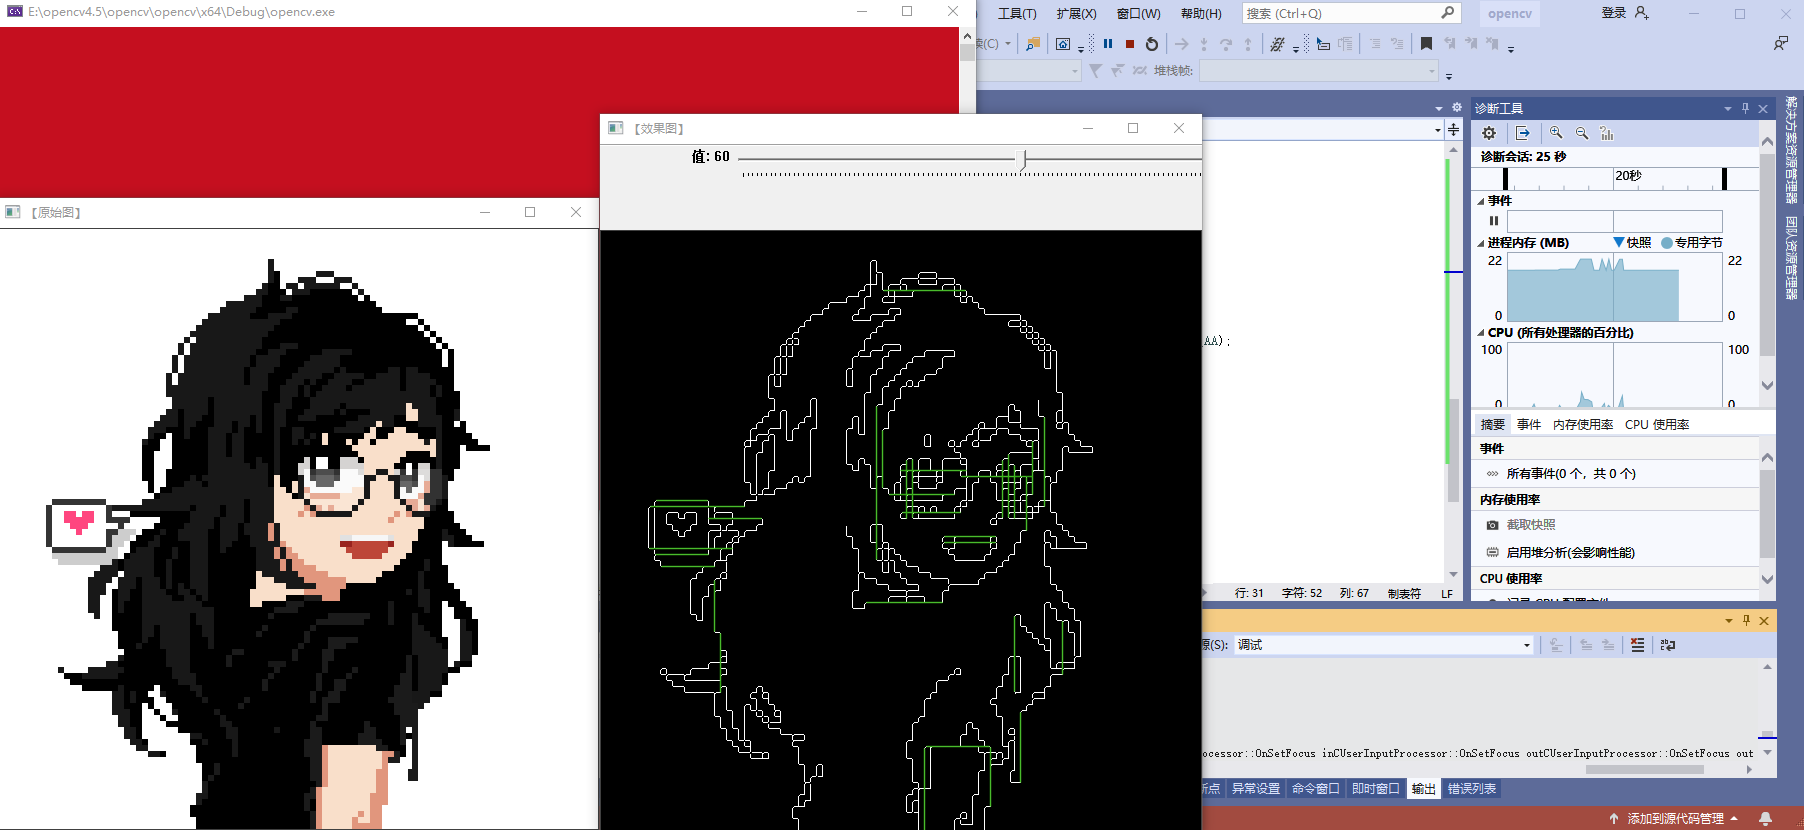 E:\opencv4.5\opencv\opencv\x64\Debug\opencv.exe
工具(T) 扩展(X) 窗口(W) 帮助(H) 搜索 (Ctrl+Q) opencv 登录
(C)
堆栈帧:
【效果图】
值: 60
【原始图】
AA);
行: 31 字符: 52 列: 67 制表符 LF
诊断工具
诊断会话: 25 秒
20秒
事件
进程内存 (MB) 快照 专用字节
22 22
0 0
CPU (所有处理器的百分比)
100 100
0 0
摘要 事件 内存使用率 CPU 使用率
事件
所有事件(0 个，共 0 个)
内存使用率
截取快照
启用堆分析(会影响性能)
CPU 使用率
解决方案资源管理器
团队资源管理器
源(S): 调试
ocessor::OnSetFocus inCUserInputProcessor::OnSetFocus outCUserInputProcessor::OnSetFocus out
断点 异常设置 命令窗口 即时窗口 输出 错误列表
添加到源代码管理